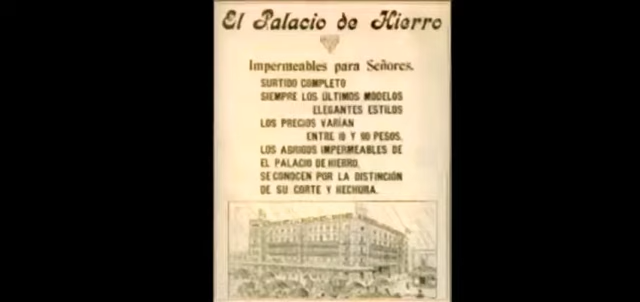 El Palacio de Hierro
Impermeables para Señores.
SURTIDO COMPLETO
SIEMPRE LOS ÚLTIMOS MODELOS
ELEGANTES ESTILOS
LOS PRECIOS VARÍAN
ENTRE 10 Y 60 PESOS.
LOS ABRIGOS IMPERMEABLES DE
EL PALACIO DE HIERRO.
SE CONOCEN POR LA DISTINCIÓN
DE SU CORTE Y HECHURA.